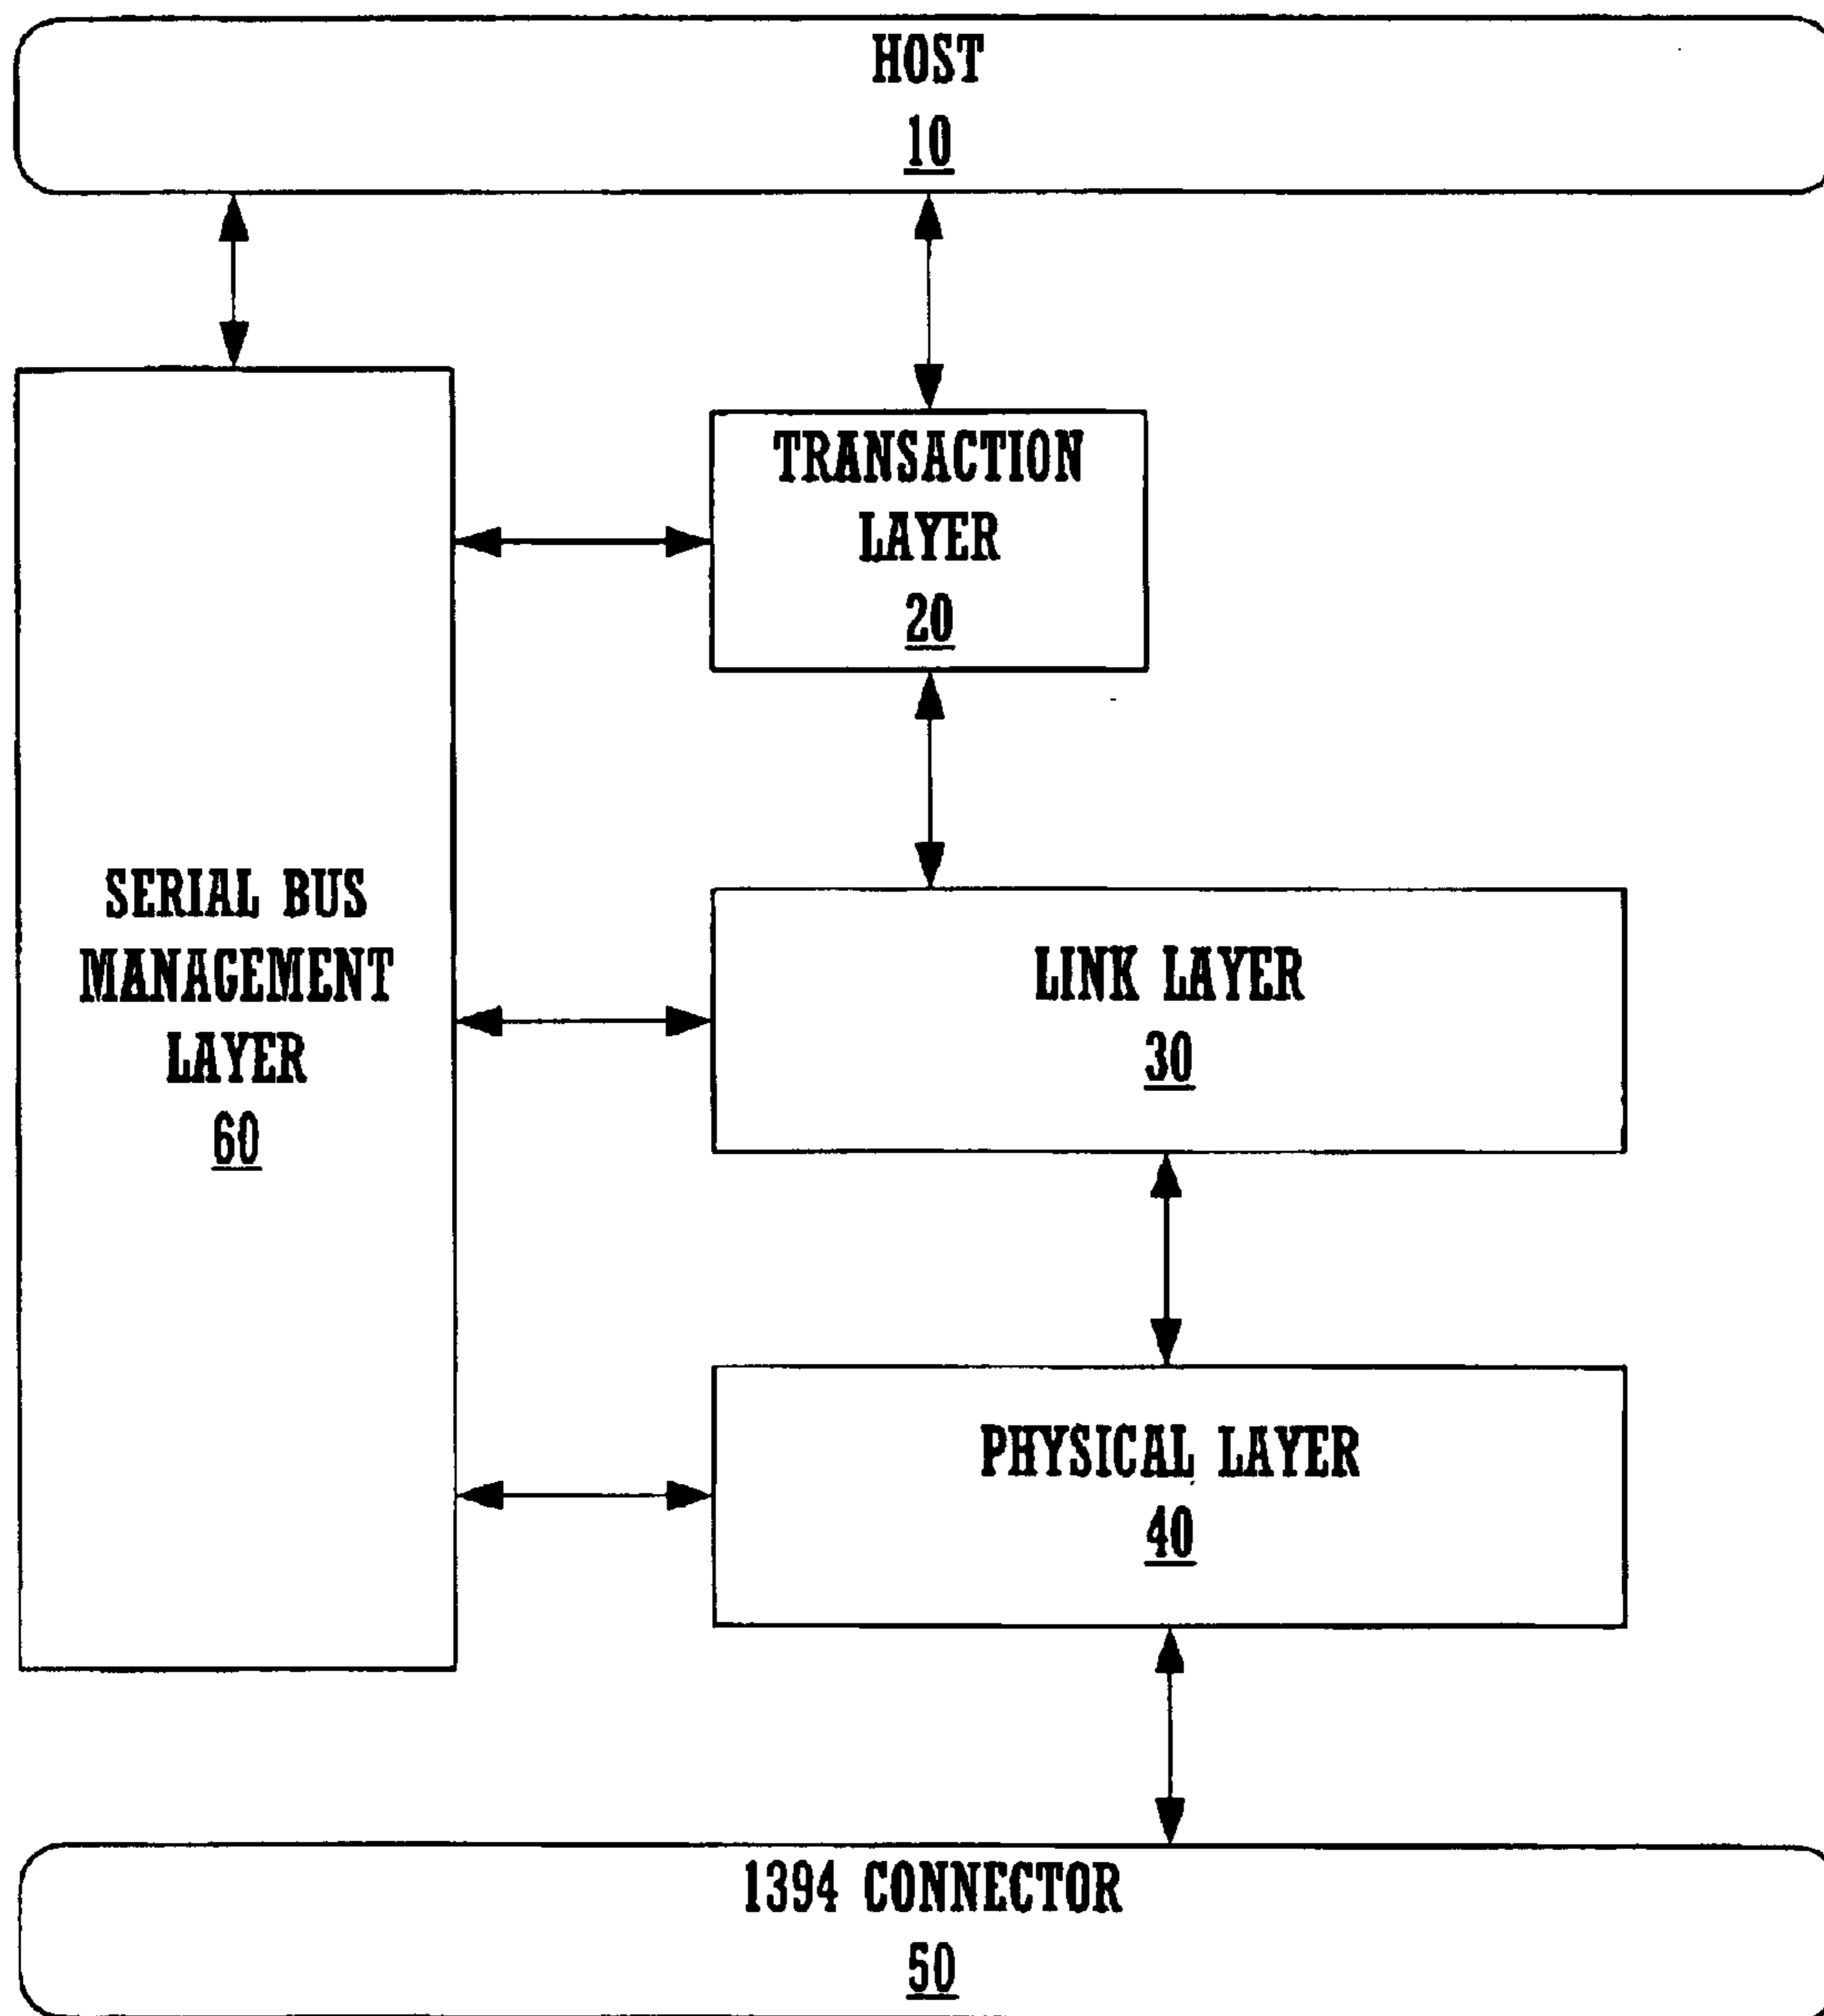 HOST
10
TRANSACTION
LAYER
20
SERIAL BUS
MANAGEMENT
LAYER
60
LINK LAYER
30
PHYSICAL LAYER
40
1394 CONNECTOR
50